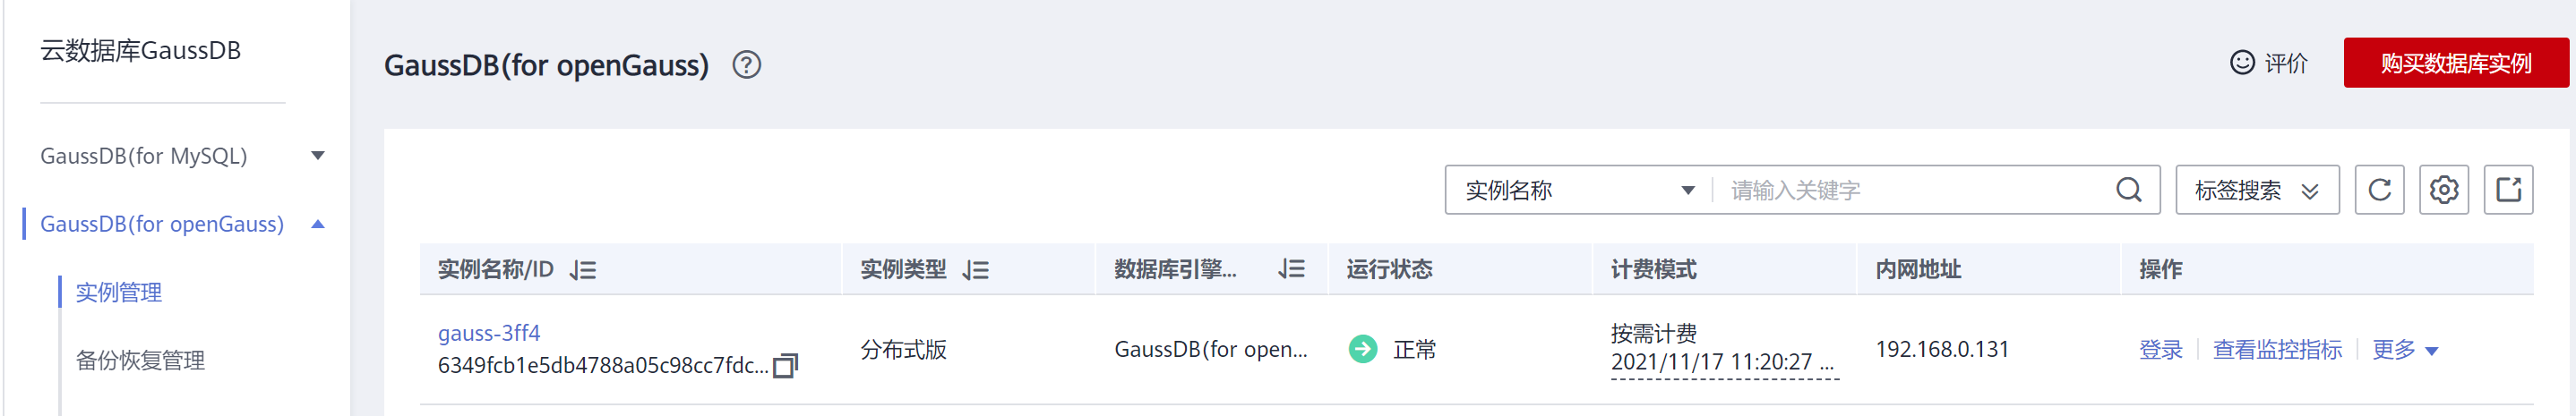 云数据库GaussDB
GaussDB(for MySQL)
GaussDB(for openGauss)
实例管理
备份恢复管理
GaussDB(for openGauss)
评价
购买数据库实例
实例名称
请输入关键字
标签搜索
实例名称/ID 实例类型 数据库引擎... 运行状态 计费模式 内网地址 操作
gauss-3ff4
6349fcb1e5db4788a05c98cc7fdc...
分布式版
GaussDB(for open...
正常
按需计费
2021/11/17 11:20:27 ...
192.168.0.131
登录 查看监控指标 更多